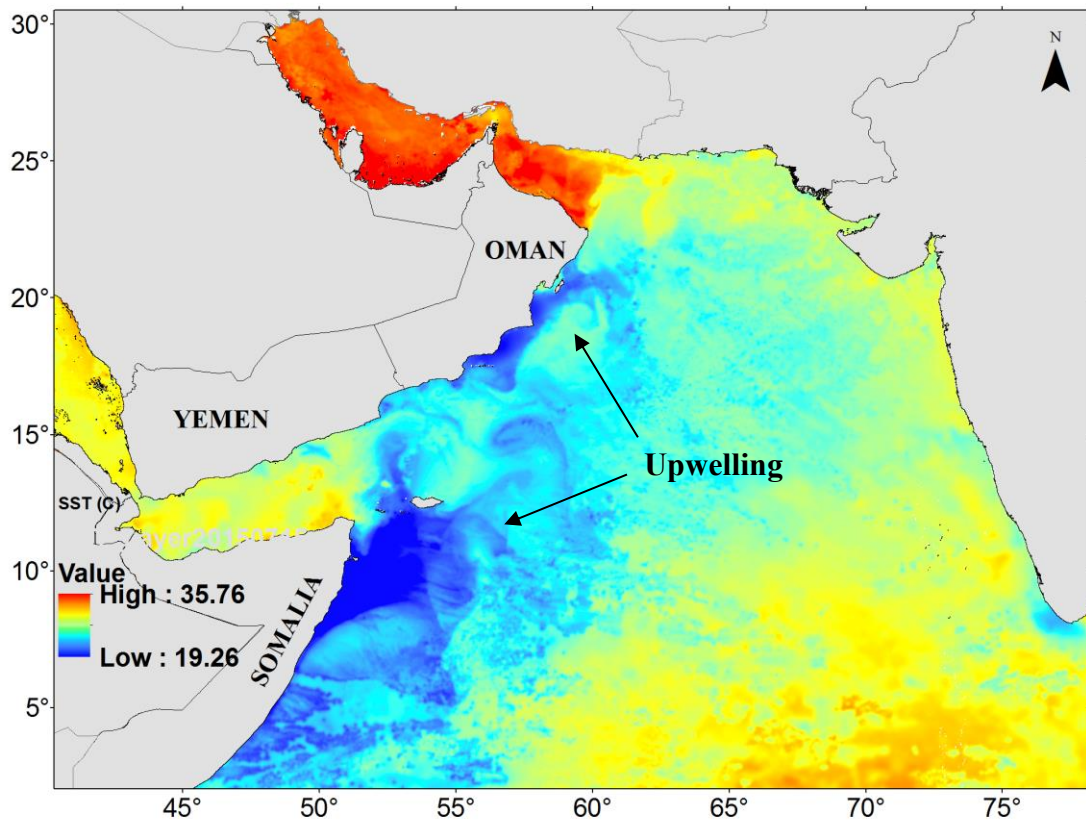 30°
N
25°
OMAN
20°
YEMEN
15°
Upwelling
SST (C)
10°
Value
High : 35.76
Low : 19.26
SOMALIA
5°
45 50 55 60° 65° 70° 75°